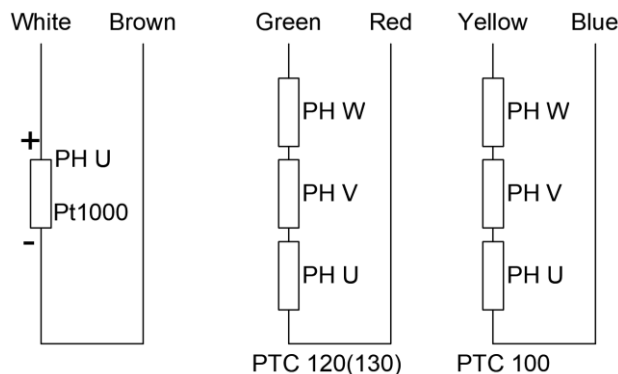 White Brown Green Red Yellow Blue
+ PH U
Pt1000
-
PH W
PH V
PH U
PTC 120(130)
PH W
PH V
PH U
PTC 100